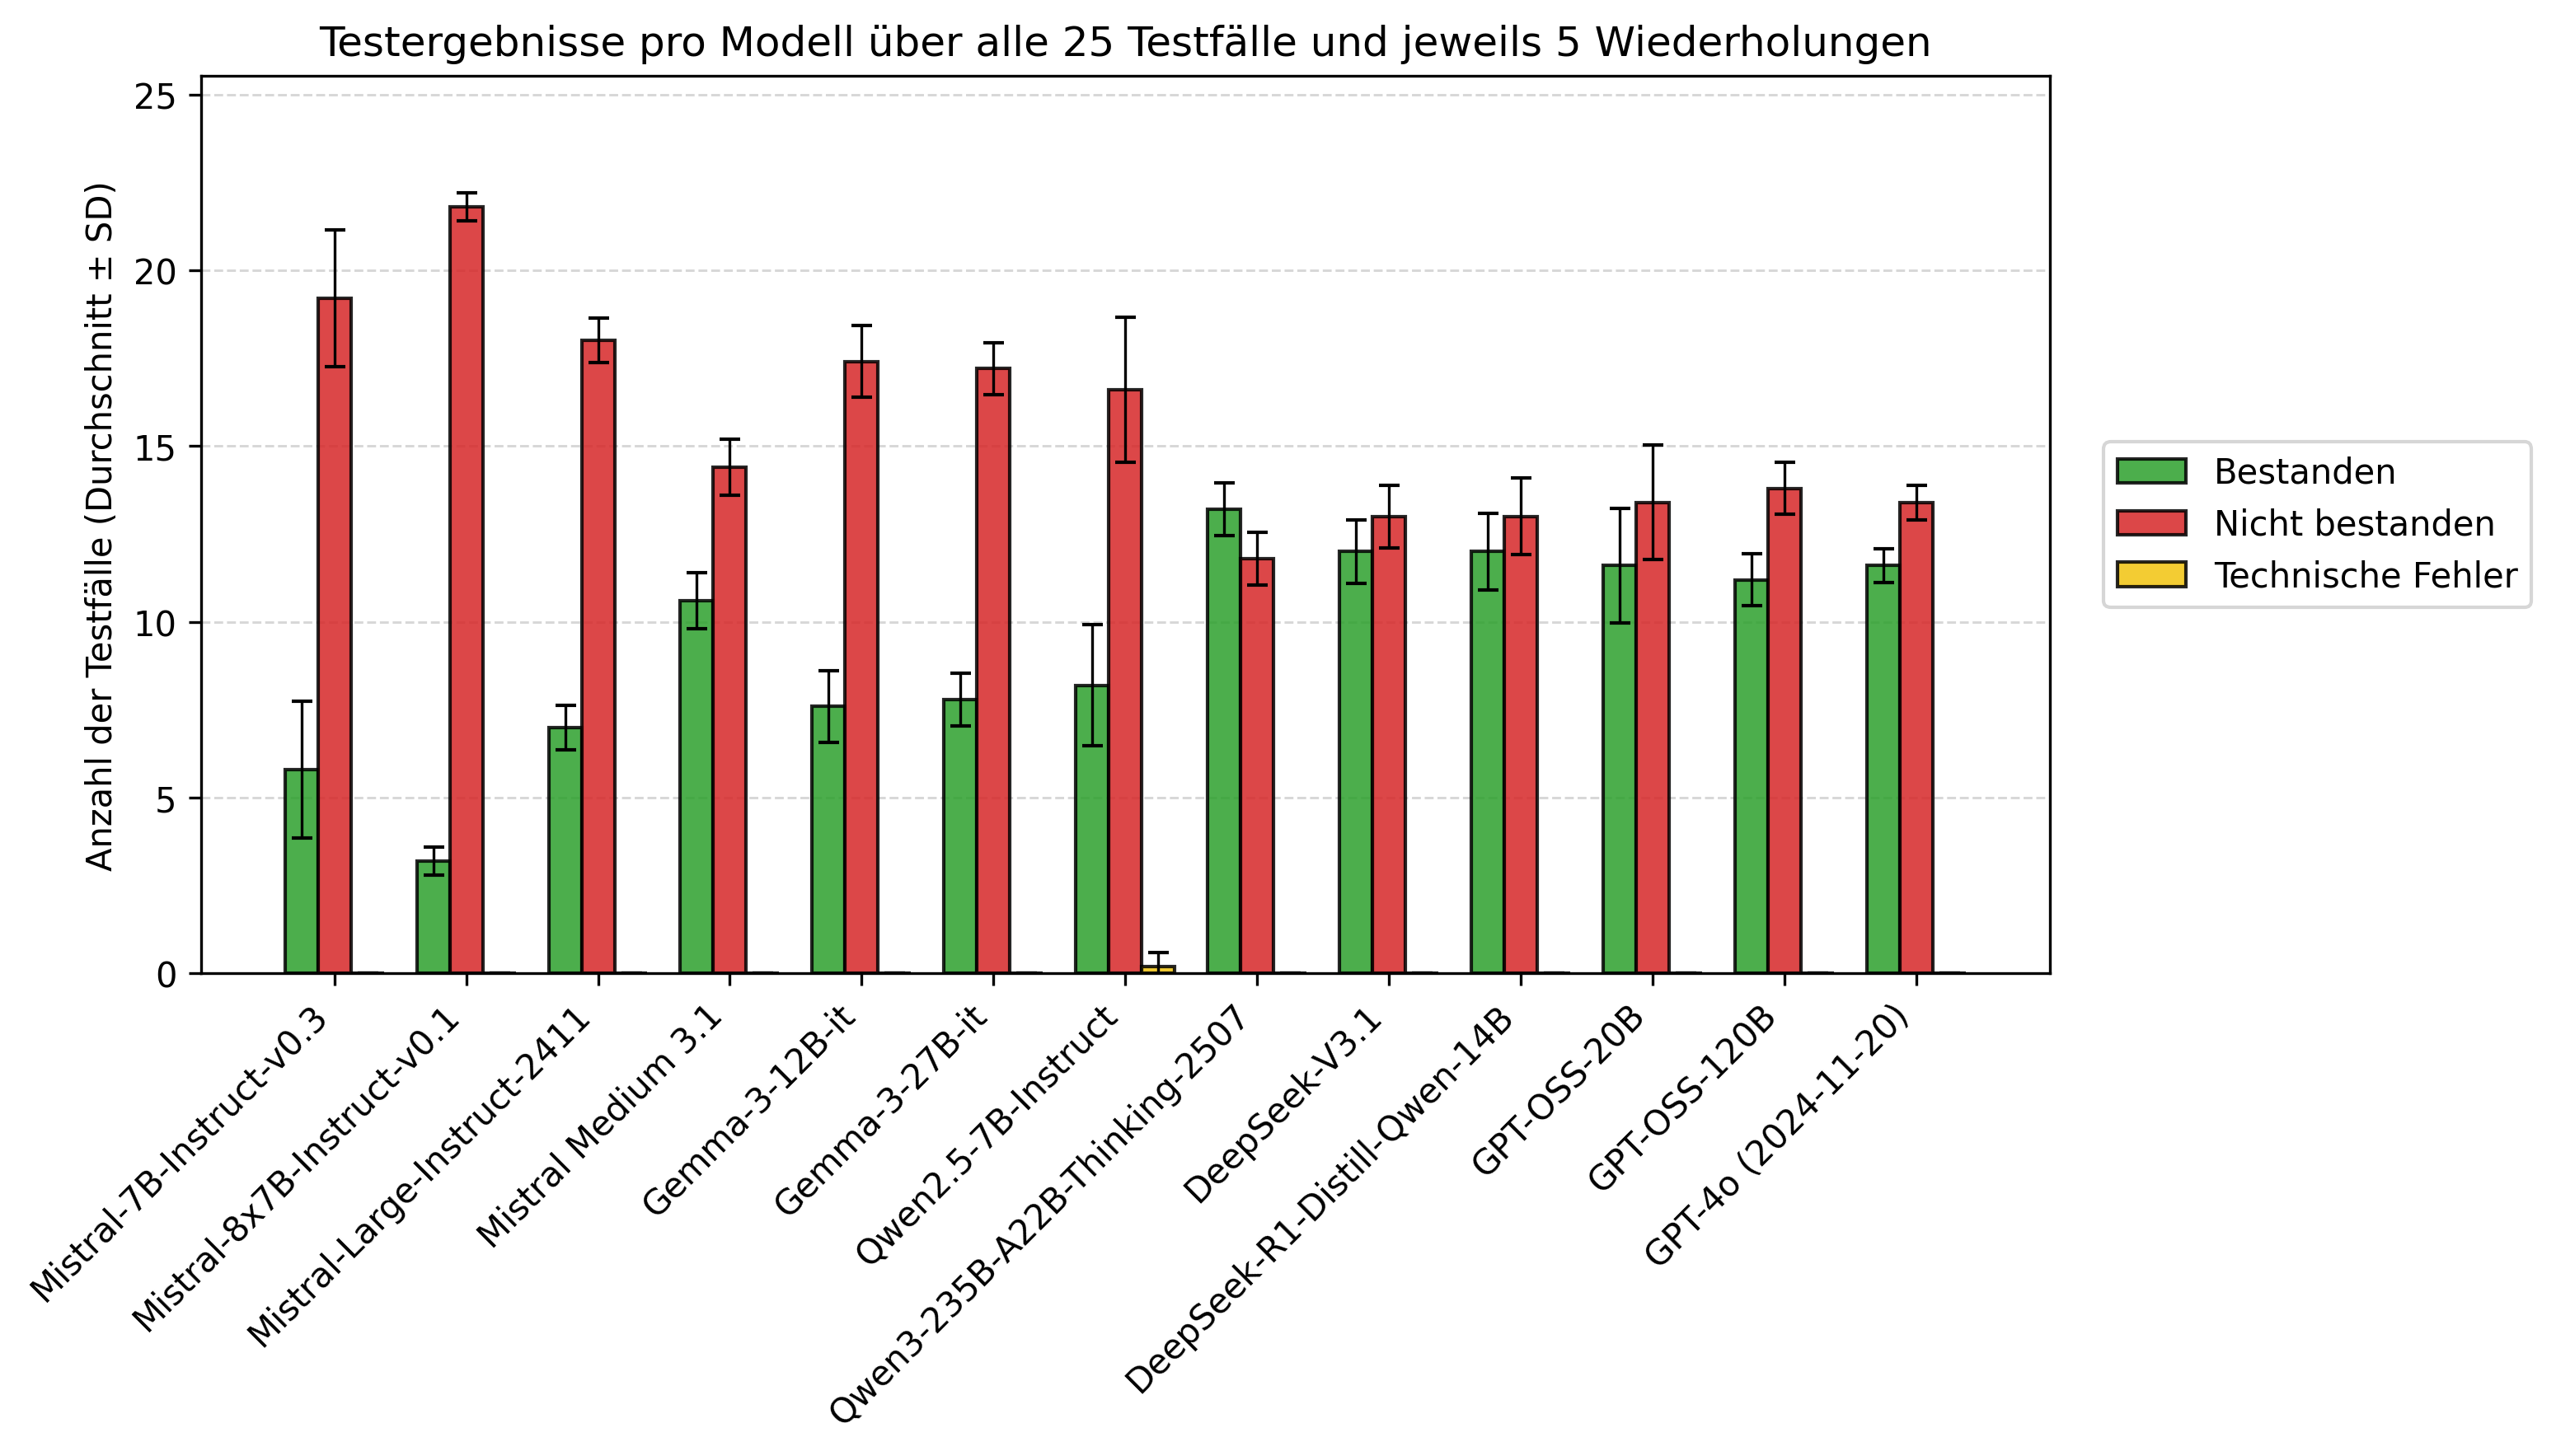 Testergebnisse pro Modell über alle 25 Testfälle und jeweils 5 Wiederholungen
Anzahl der Testfälle (Durchschnitt ± SD)
25
20
15
10
5
0
Mistral-7B-Instruct-v0.3
Mistral-8x7B-Instruct-v0.1
Mistral-Large-Instruct-2411
Mistral Medium 3.1
Gemma-3-12B-it
Gemma-3-27B-it
Qwen2.5-7B-Instruct
Qwen3-235B-A22B-Thinking-2507
DeepSeek-V3.1
DeepSeek-R1-Distill-Qwen-14B
GPT-OSS-20B
GPT-OSS-120B
GPT-4o (2024-11-20)
Bestanden
Nicht bestanden
Technische Fehler